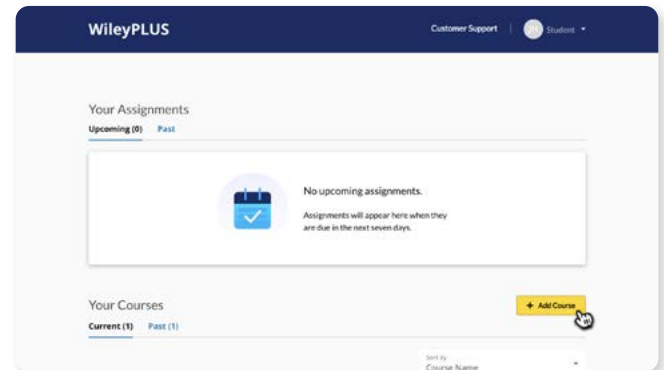 WileyPLUS
Customer Support
Student
Your Assignments
Upcoming (0) Past
No upcoming assignments.
Assignments will appear here when they
are due in the next seven days.
Your Courses
+ Add Course
Current (1) Past (1)
Sort by
Course Name